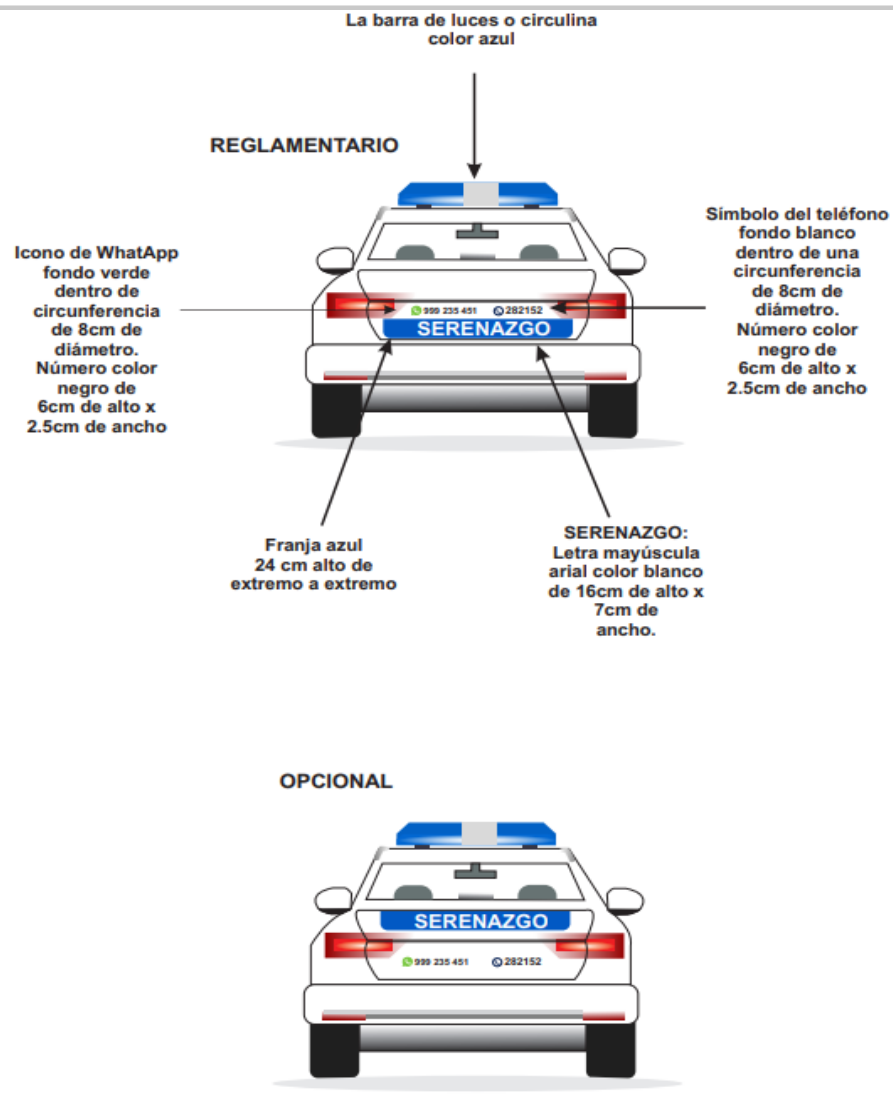 La barra de luces o circulina
color azul
REGLAMENTARIO
Icono de WhatApp
fondo verde
dentro de
circunferencia
de 8cm de
diámetro.
Número color
negro de
6cm de alto x
2.5cm de ancho
Símbolo del teléfono
fondo blanco
dentro de una
circunferencia
de 8cm de
diámetro.
Número color
negro de
6cm de alto x
2.5cm de ancho
999 235 451 282152
SERENAZGO
Franja azul
24 cm alto de
extremo a extremo
SERENAZGO:
Letra mayúscula
arial color blanco
de 16cm de alto x
7cm de
ancho.
OPCIONAL
SERENAZGO
999 235 451 282152